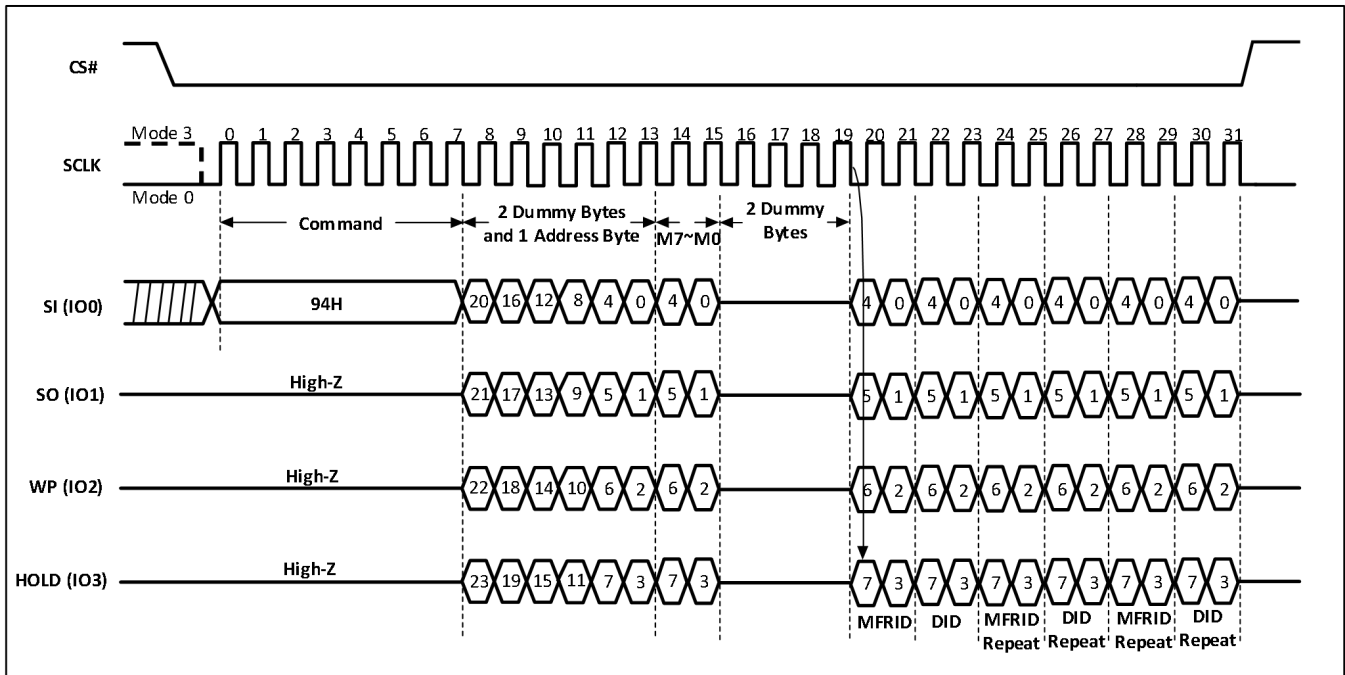 CS#
Mode 3
0 1 2 3 4 5 6 7 8 9 10 11 12 13 14 15 16 17 18 19 20 21 22 23 24 25 26 27 28 29 30 31
SCLK
Mode 0
Command
2 Dummy Bytes
and 1 Address Byte
M7~M0
2 Dummy
Bytes
SI (IO0)
94H
20 16 12 8 4 0 4 0 4 0 4 0 4 0 4 0 4 0 4 0
SO (IO1)
High-Z
21 17 13 9 5 1 5 1 5 1 5 1 5 1 5 1 5 1 5 1
WP (IO2)
High-Z
22 18 14 10 6 2 6 2 6 2 6 2 6 2 6 2 6 2 6 2
HOLD (IO3)
High-Z
23 19 15 11 7 3 7 3 7 3 7 3 7 3 7 3 7 3 7 3
MFRID
DID
MFRID
Repeat
DID
Repeat
MFRID
Repeat
DID
Repeat